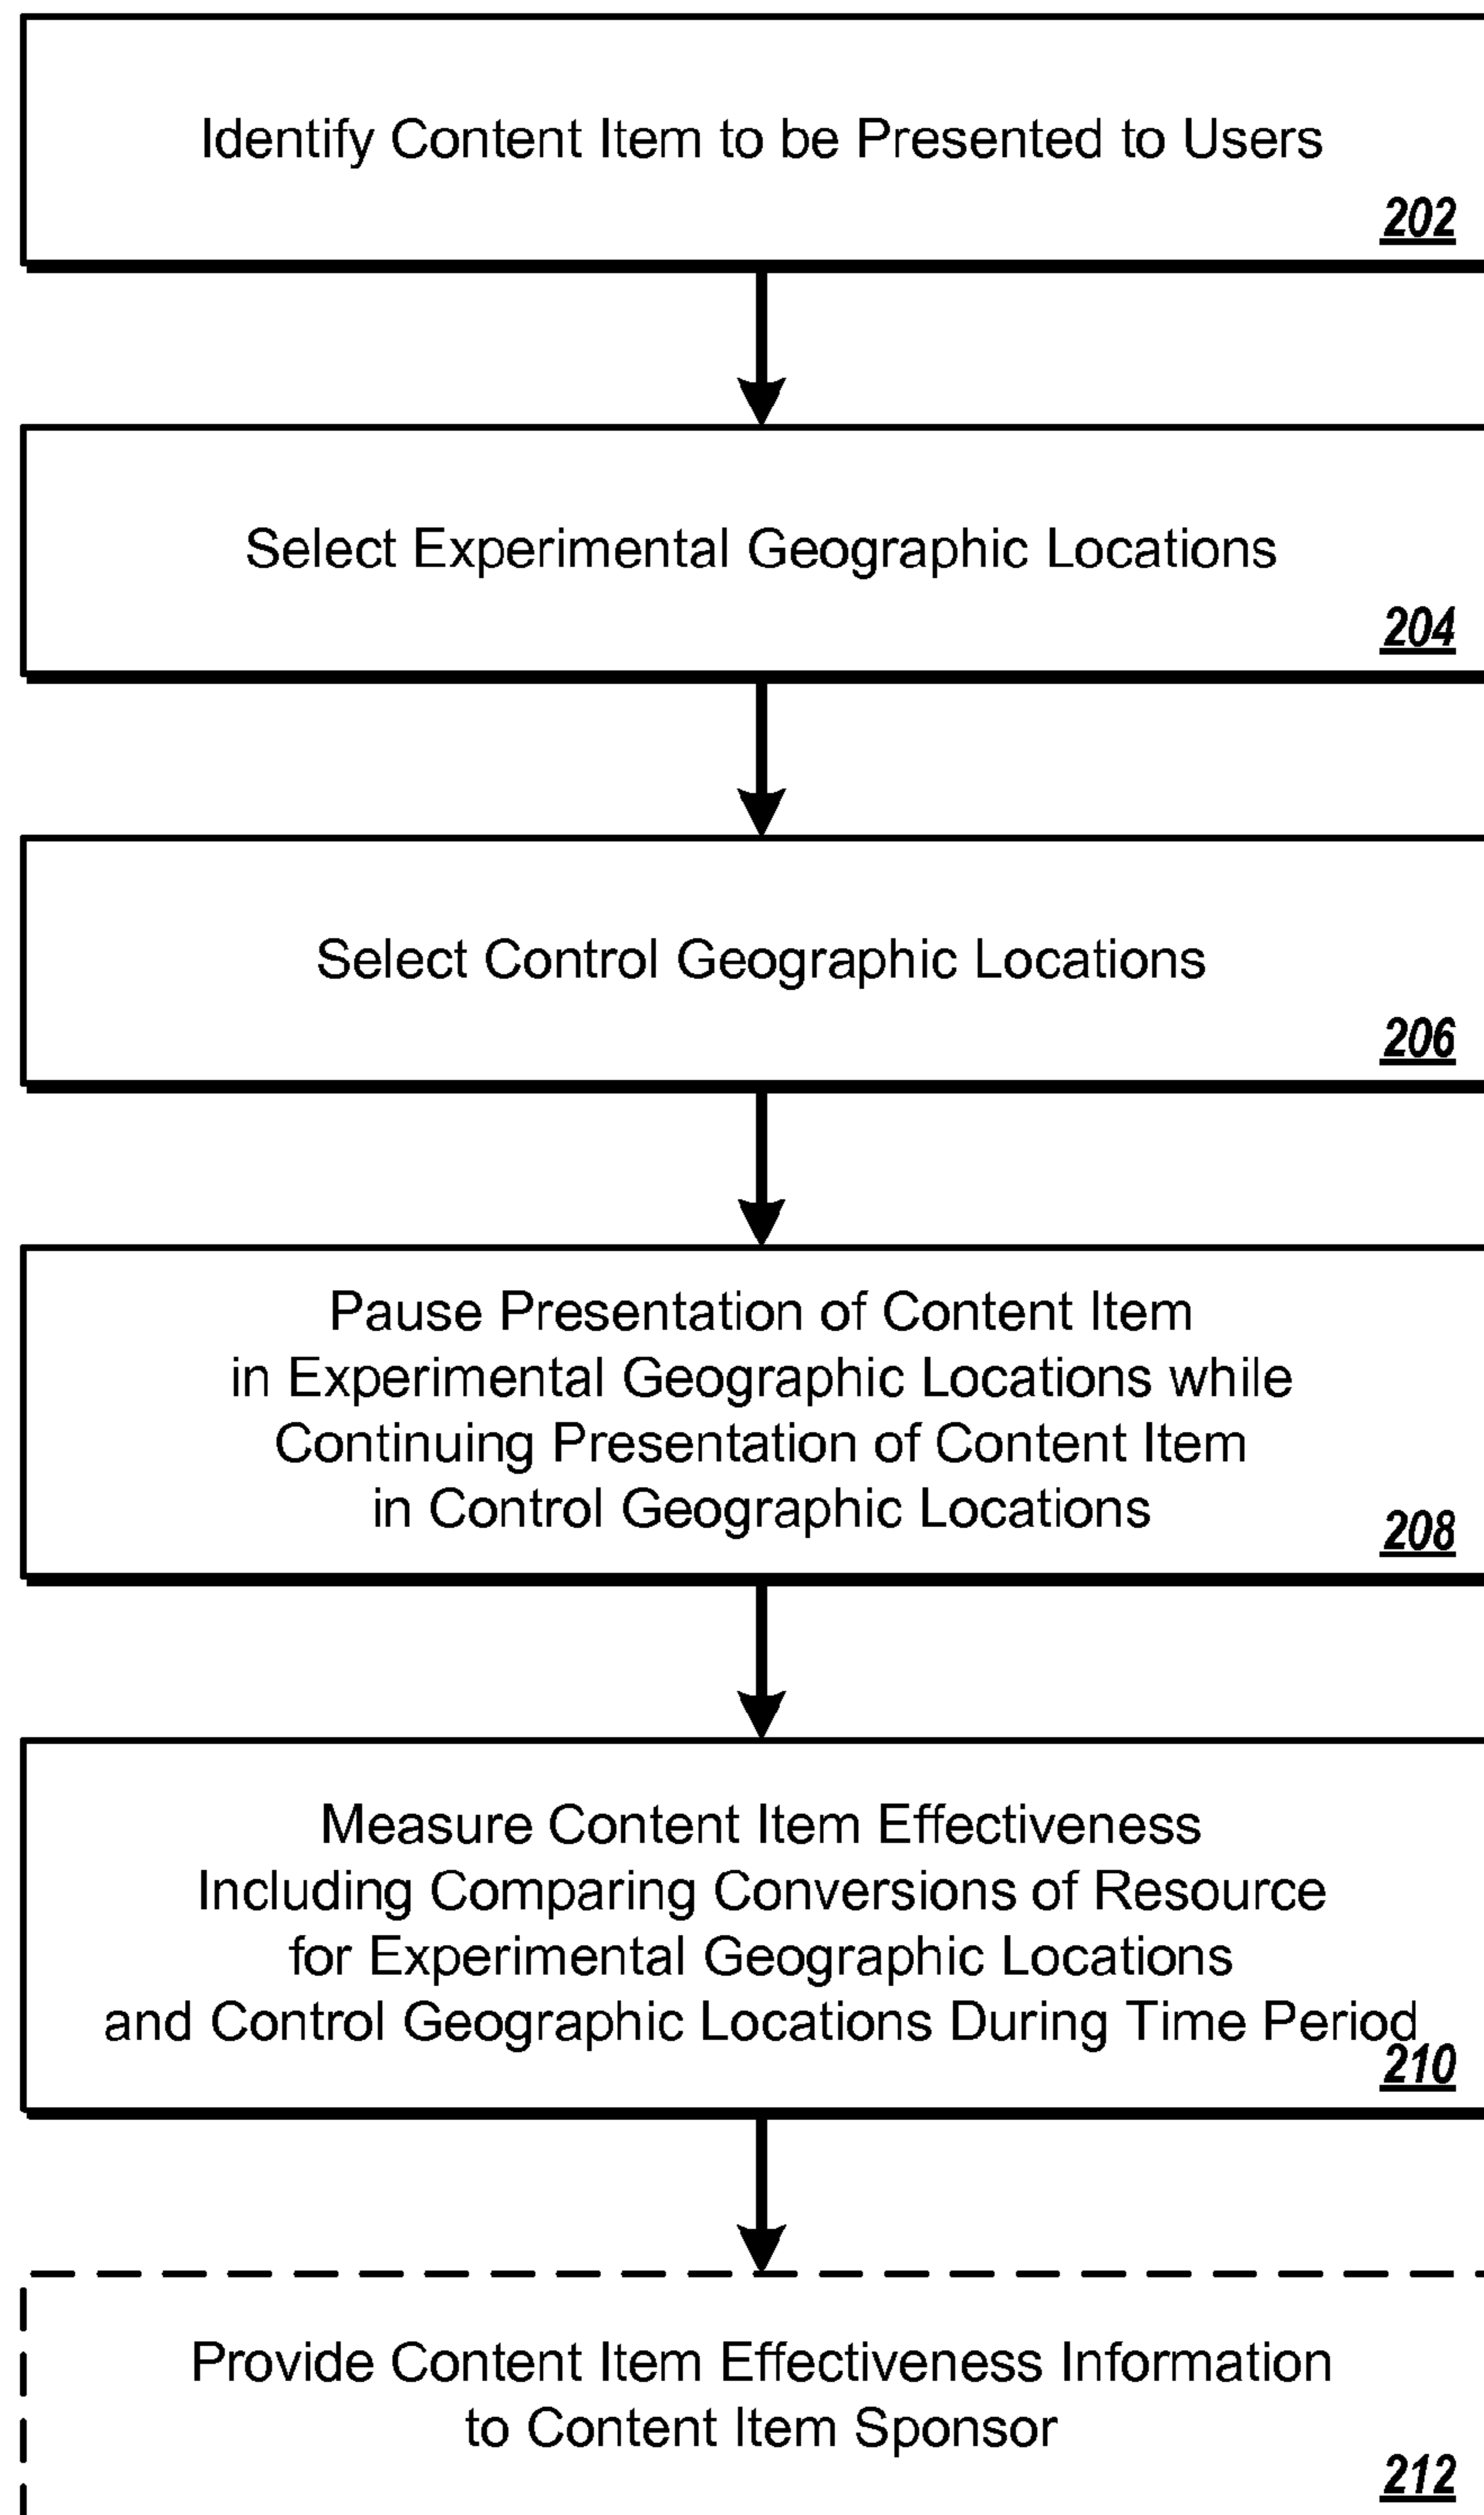 Identify Content Item to be Presented to Users
202
Select Experimental Geographic Locations
204
Select Control Geographic Locations
206
Pause Presentation of Content Item
in Experimental Geographic Locations while
Continuing Presentation of Content Item
in Control Geographic Locations
208
Measure Content Item Effectiveness
Including Comparing Conversions of Resource
for Experimental Geographic Locations
and Control Geographic Locations During Time Period
210
Provide Content Item Effectiveness Information
to Content Item Sponsor
212